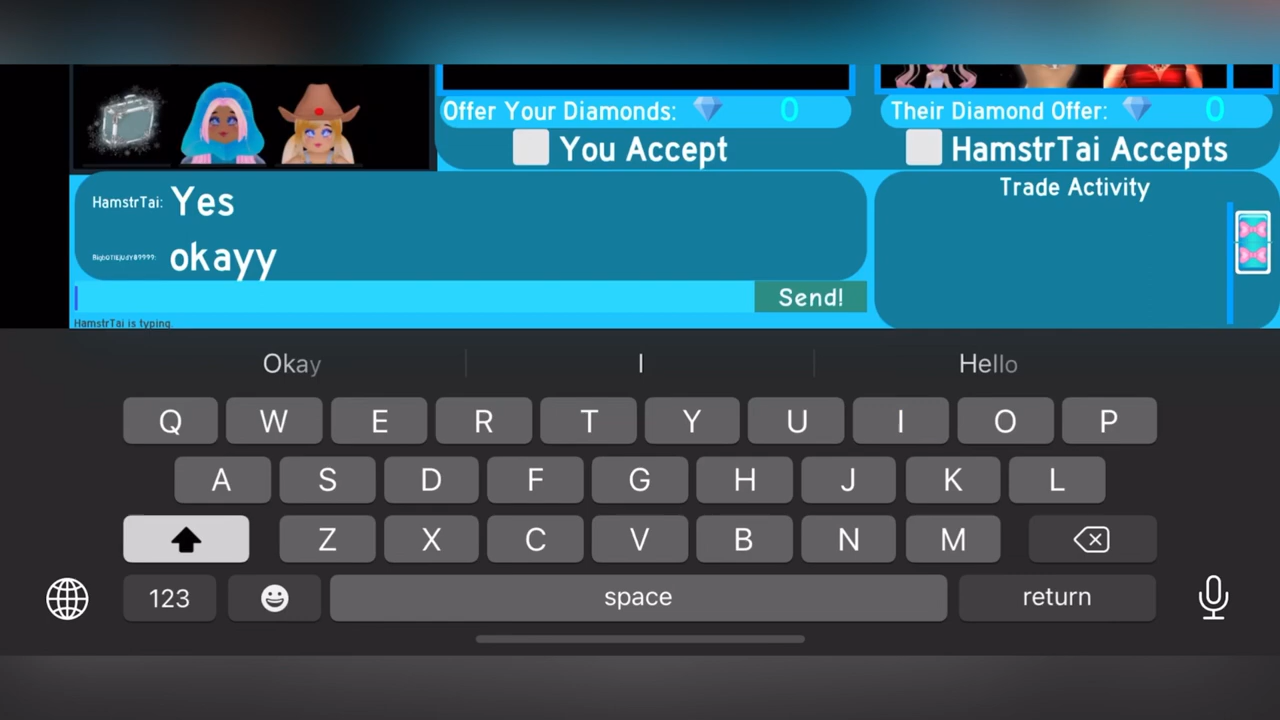 Offer Your Diamonds: 0
Their Diamond Offer: 0
You Accept
HamstrTai Accepts
HamstrTai: Yes
okayy
Trade Activity
Send!
HamstrTai is typing.
Okay I Hello
Q W E R T Y U I O P
A S D F G H J K L
Z X C V B N M
123 space return